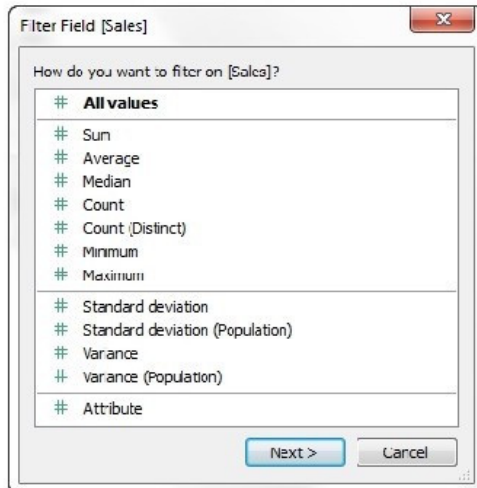 Filter Field [Sales]
How do you want to filter on [Sales]?
# All values
# Sum
# Average
# Median
# Count
# Count (Distinct)
# Minimum
# Maximum
# Standard deviation
# Standard deviation (Population)
# Variance
# Variance (Population)
# Attribute
Next >
Cancel